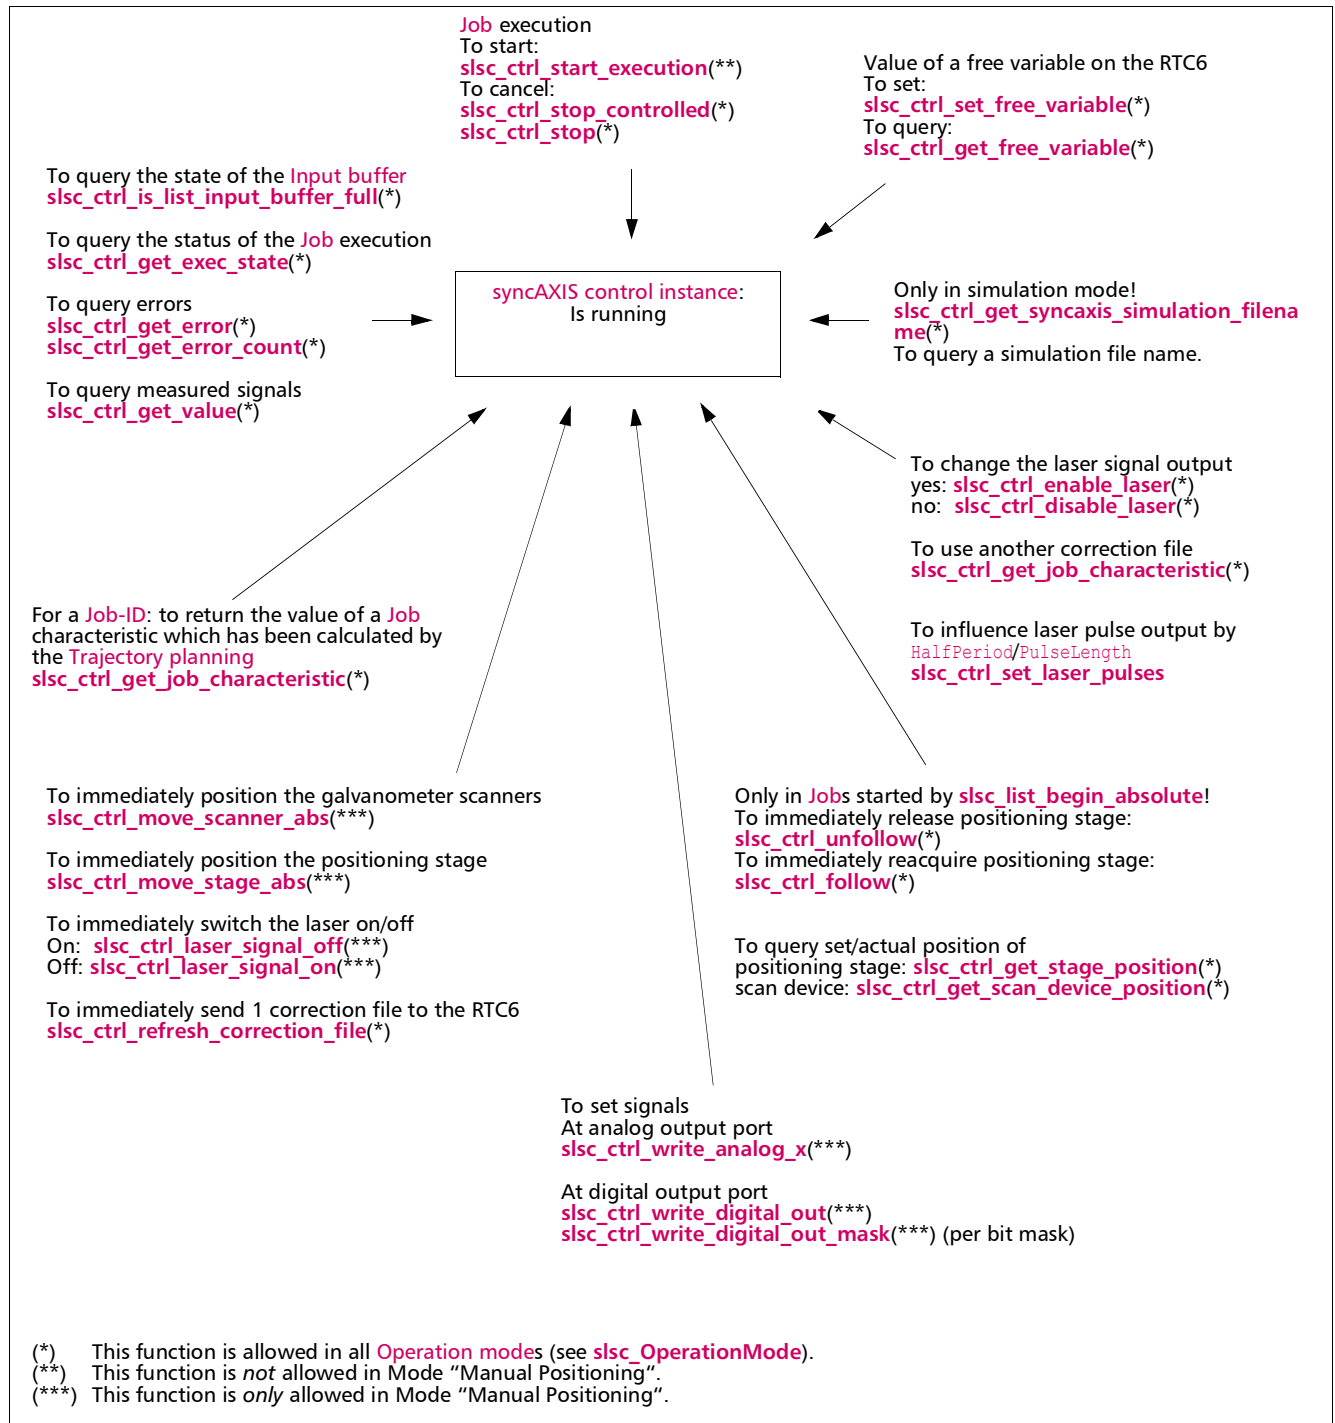 Job execution
To start:
slsc_ctrl_start_execution(**)
To cancel:
slsc_ctrl_stop_controlled(*)
slsc_ctrl_stop(*)
Value of a free variable on the RTC6
To set:
slsc_ctrl_set_free_variable(*)
To query:
slsc_ctrl_get_free_variable(*)
To query the state of the Input buffer
slsc_ctrl_is_list_input_buffer_full(*)
To query the status of the Job execution
slsc_ctrl_get_exec_state(*)
To query errors
slsc_ctrl_get_error(*)
slsc_ctrl_get_error_count(*)
To query measured signals
slsc_ctrl_get_value(*)
syncAXIS control instance:
Is running
Only in simulation mode!
slsc_ctrl_get_syncaxis_simulation_filena
me(*)
To query a simulation file name.
To change the laser signal output
yes: slsc_ctrl_enable_laser(*)
no: slsc_ctrl_disable_laser(*)
To use another correction file
slsc_ctrl_get_job_characteristic(*)
To influence laser pulse output by
HalfPeriod/PulseLength
slsc_ctrl_set_laser_pulses
For a Job-ID: to return the value of a Job
characteristic which has been calculated by
the Trajectory planning
slsc_ctrl_get_job_characteristic(*)
To immediately position the galvanometer scanners
slsc_ctrl_move_scanner_abs(***)
To immediately position the positioning stage
slsc_ctrl_move_stage_abs(***)
To immediately switch the laser on/off
On: slsc_ctrl_laser_signal_off(***)
Off: slsc_ctrl_laser_signal_on(***)
To immediately send 1 correction file to the RTC6
slsc_ctrl_refresh_correction_file(*)
Only in Jobs started by slsc_list_begin_absolute!
To immediately release positioning stage:
slsc_ctrl_unfollow(*)
To immediately reacquire positioning stage:
slsc_ctrl_follow(*)
To query set/actual position of
positioning stage: slsc_ctrl_get_stage_position(*)
scan device: slsc_ctrl_get_scan_device_position(*)
To set signals
At analog output port
slsc_ctrl_write_analog_x(***)
At digital output port
slsc_ctrl_write_digital_out(***)
slsc_ctrl_write_digital_out_mask(***) (per bit mask)
(*) This function is allowed in all Operation modes (see slsc_OperationMode).
(**) This function is not allowed in Mode “Manual Positioning“.
(***) This function is only allowed in Mode “Manual Positioning“.